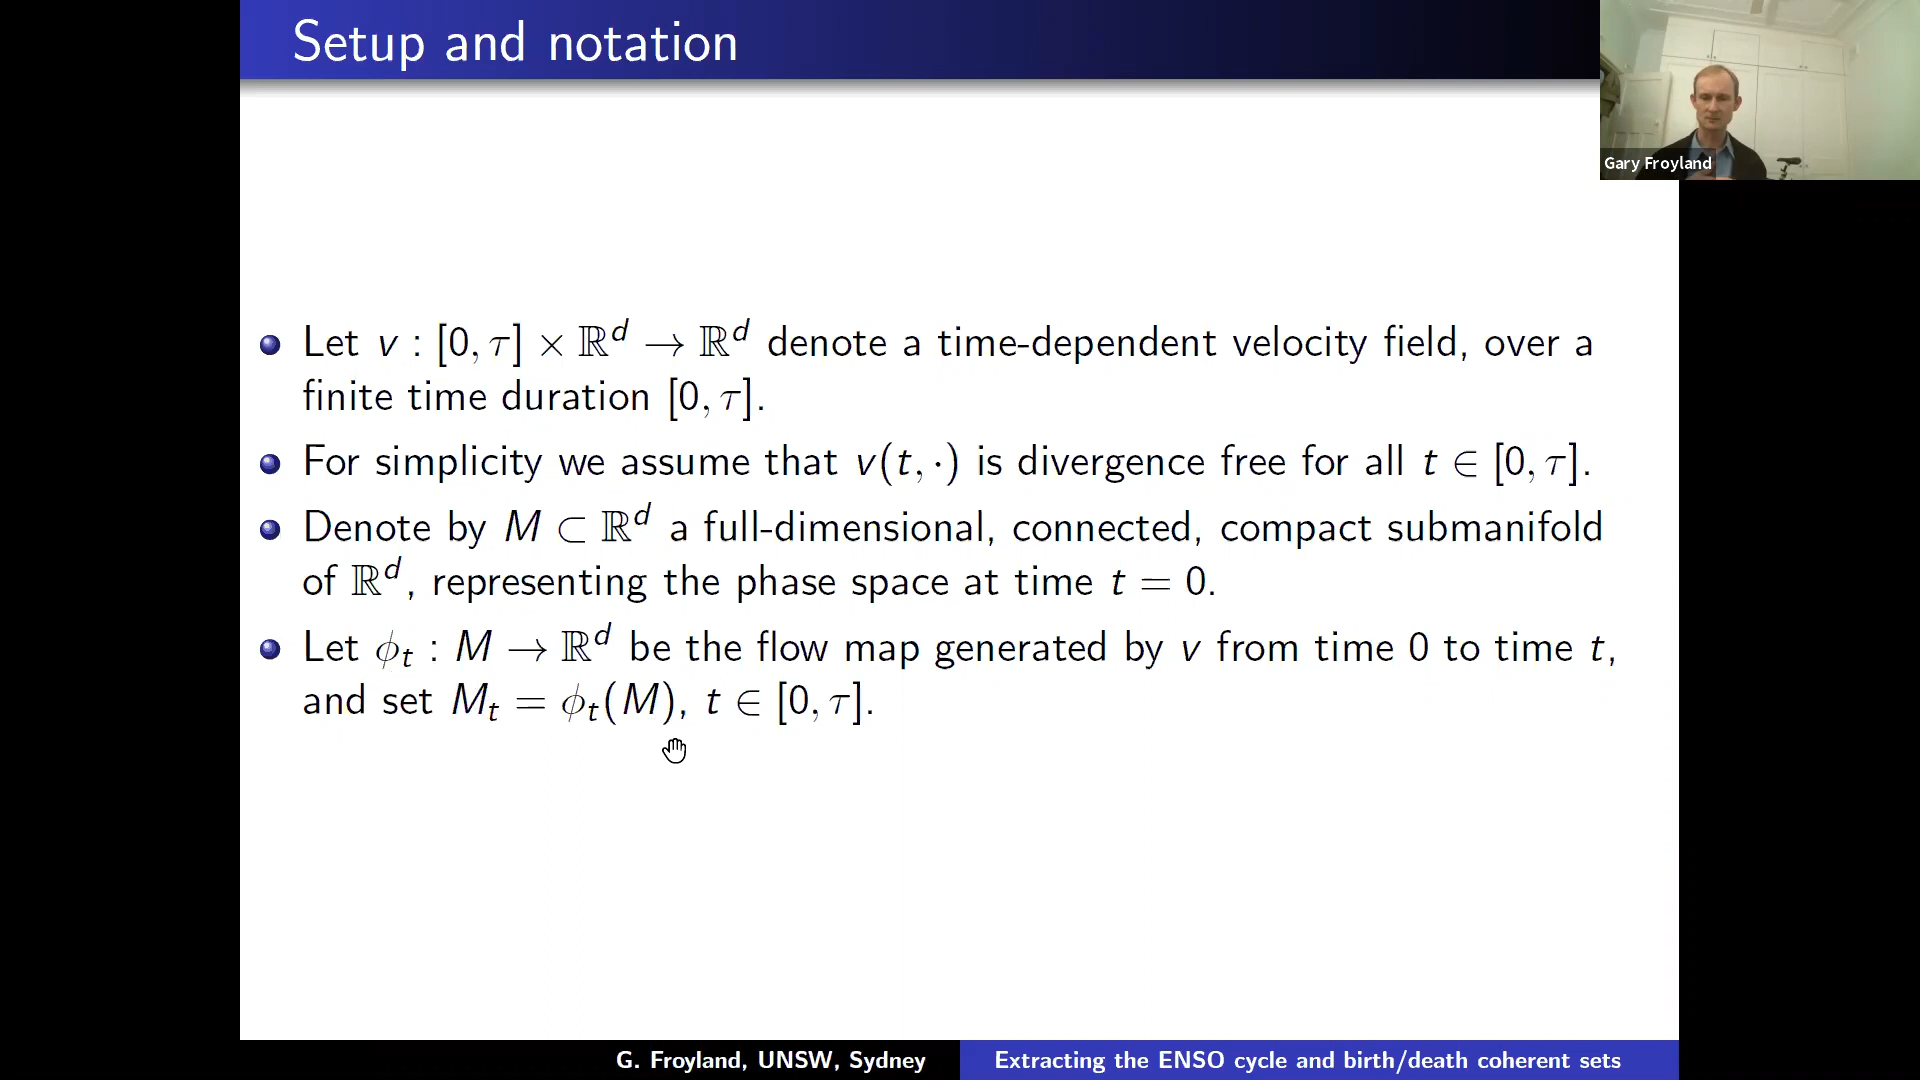 Setup and notation
Gary Froyland
Let v : [0, τ] × ℝᵈ → ℝᵈ denote a time-dependent velocity field, over a
finite time duration [0, τ].
For simplicity we assume that v(t, ·) is divergence free for all t ∈ [0, τ].
Denote by M ⊂ ℝᵈ a full-dimensional, connected, compact submanifold
of ℝᵈ, representing the phase space at time t = 0.
Let ϕₜ : M → ℝᵈ be the flow map generated by v from time 0 to time t,
and set Mₜ = ϕₜ(M), t ∈ [0, τ].
G. Froyland, UNSW, Sydney
Extracting the ENSO cycle and birth/death coherent sets